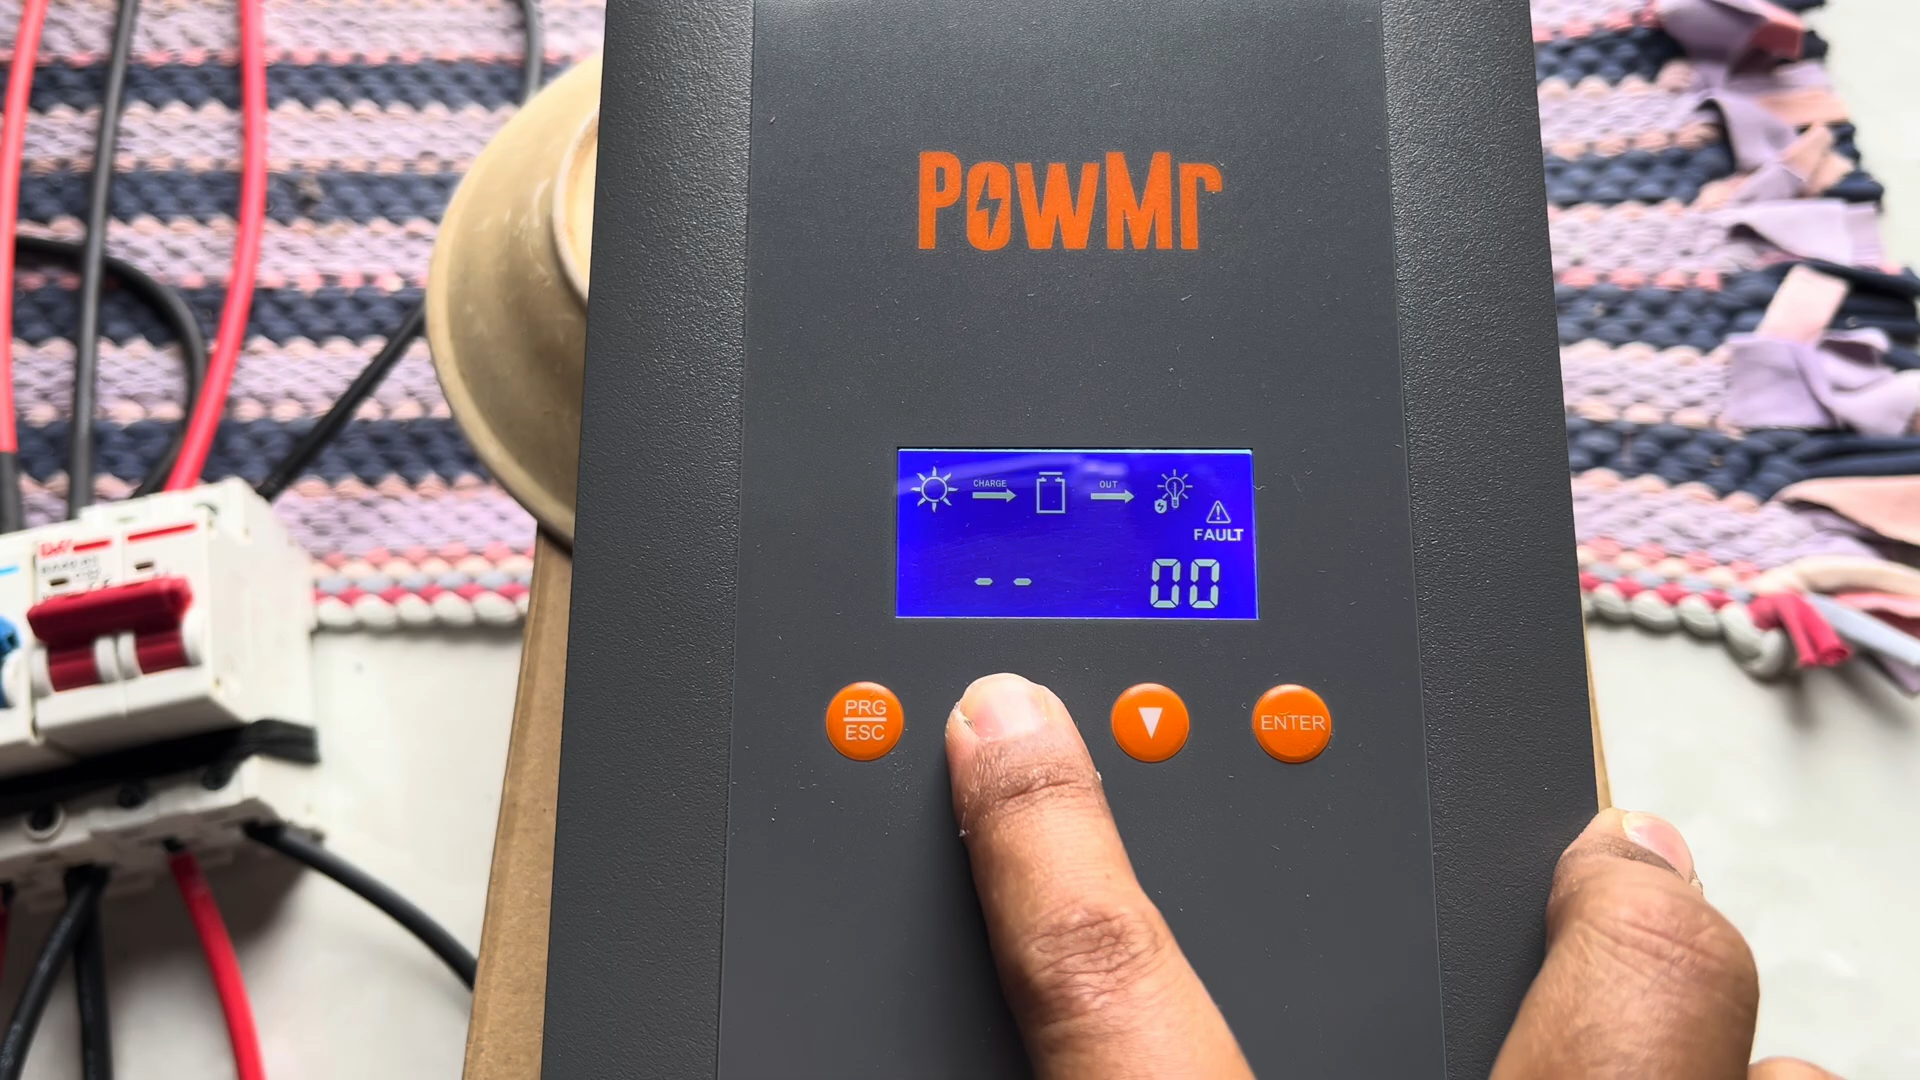 PowMr
CHARGE
OUT
FAULT
-- 00
PRG
ESC
ENTER